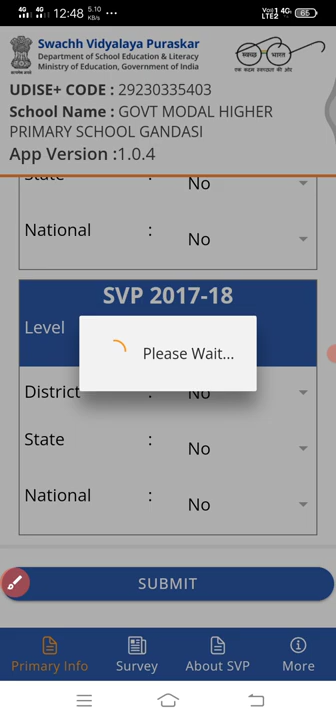 12:48
5.10
KB/s
...
4G
4G
Vo)
LTE2
4G
65
Swachh Vidyalaya Puraskar
Department of School Education & Literacy
Ministry of Education, Government of India
स्वच्छ भारत
एक कदम स्वच्छता की ओर
UDISE+ CODE : 29230335403
School Name : GOVT MODAL HIGHER
PRIMARY SCHOOL GANDASI
App Version :1.0.4
State No
National : No
SVP 2017-18
Level
Please Wait...
District No
State : No
National : No
SUBMIT
Primary Info Survey About SVP More